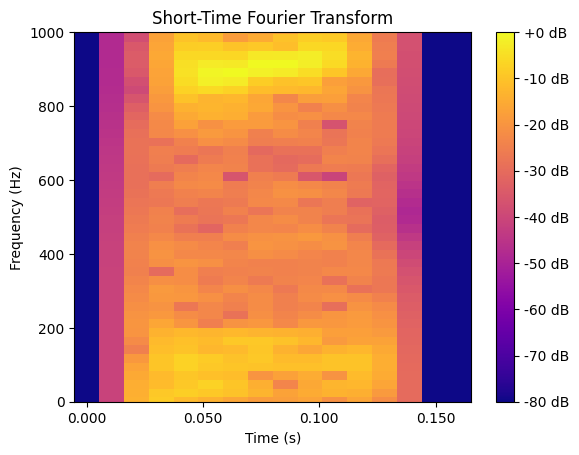 Short-Time Fourier Transform
Frequency (Hz)
1000
800
600
400
200
0
0.000 0.050 0.100 0.150
Time (s)
+0 dB
-10 dB
-20 dB
-30 dB
-40 dB
-50 dB
-60 dB
-70 dB
-80 dB